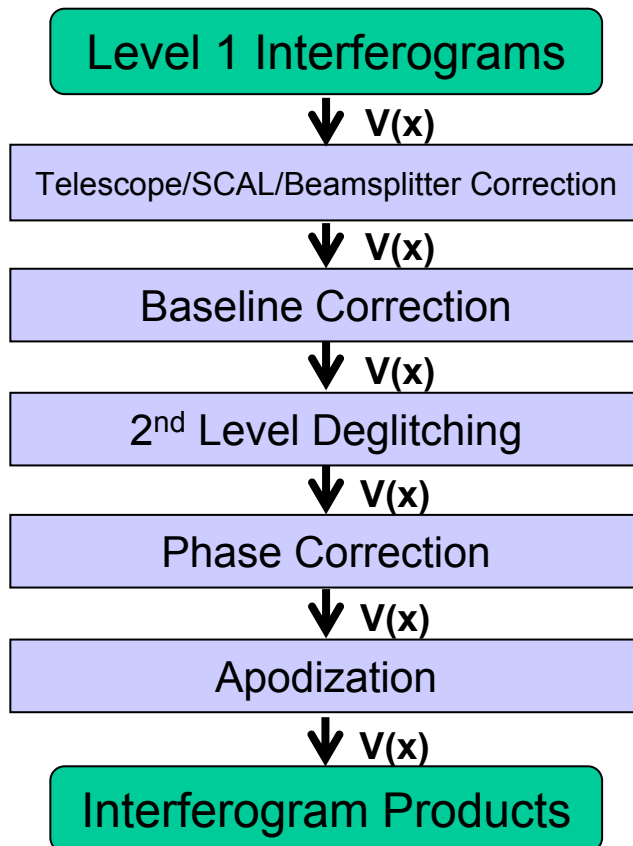 Level 1 Interferograms
V(x)
Telescope/SCAL/Beamsplitter Correction
V(x)
Baseline Correction
V(x)
2nd Level Deglitching
V(x)
Phase Correction
V(x)
Apodization
V(x)
Interferogram Products